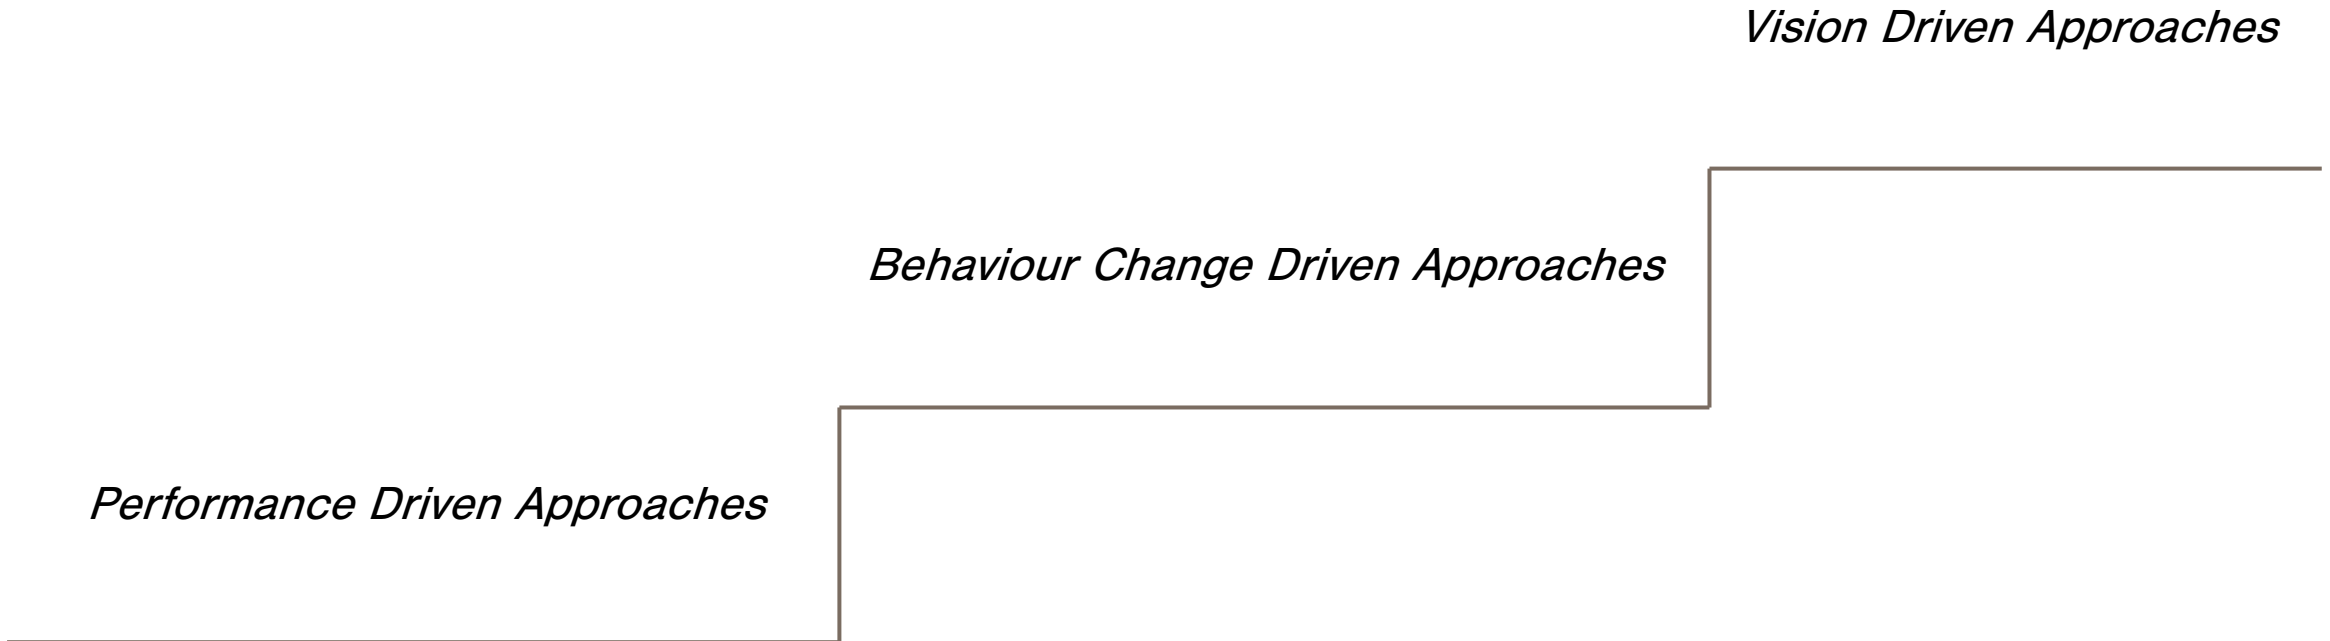 Vision Driven Approaches
Behaviour Change Driven Approaches
Performance Driven Approaches